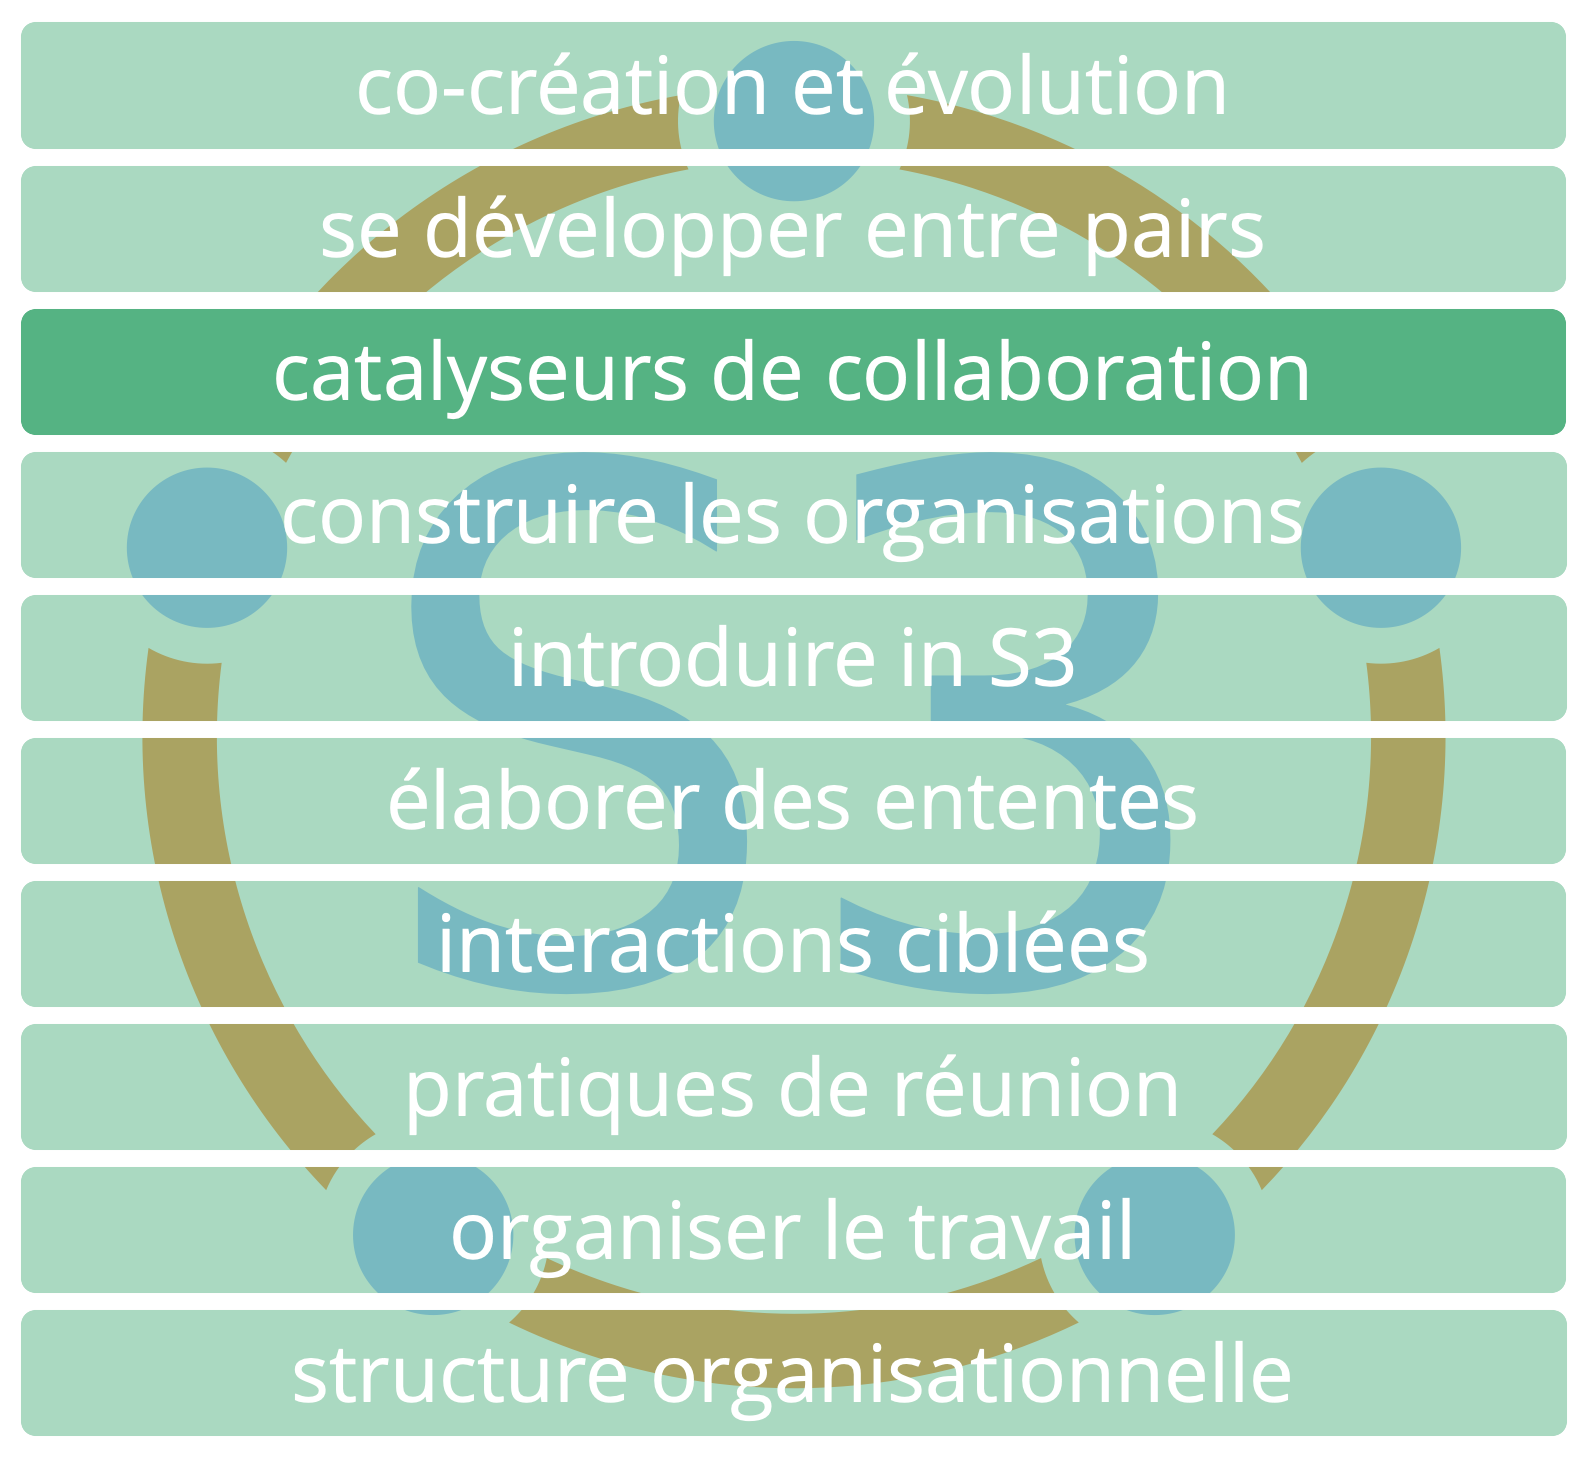 co-création et évolution
se développer entre pairs
catalyseurs de collaboration
construire les organisations
introduire in S3
élaborer des ententes
interactions ciblées
pratiques de réunion
organiser le travail
structure organisationnelle
S3